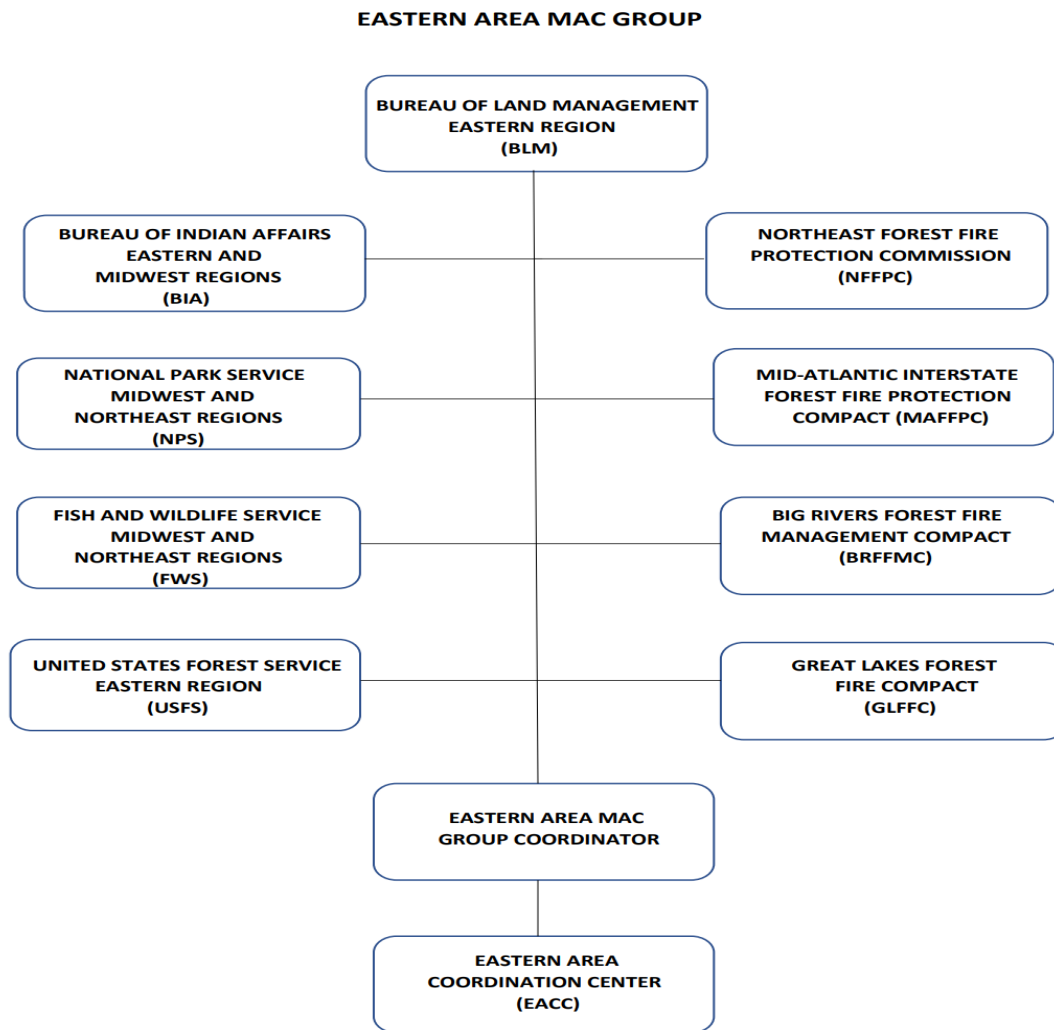 EASTERN AREA MAC GROUP
BUREAU OF LAND MANAGEMENT
EASTERN REGION
(BLM)
BUREAU OF INDIAN AFFAIRS
EASTERN AND
MIDWEST REGIONS
(BIA)
NORTHEAST FOREST FIRE
PROTECTION COMMISSION
(NFFPC)
NATIONAL PARK SERVICE
MIDWEST AND
NORTHEAST REGIONS
(NPS)
MID-ATLANTIC INTERSTATE
FOREST FIRE PROTECTION
COMPACT (MAFFPC)
FISH AND WILDLIFE SERVICE
MIDWEST AND
NORTHEAST REGIONS
(FWS)
BIG RIVERS FOREST FIRE
MANAGEMENT COMPACT
(BRFFMC)
UNITED STATES FOREST SERVICE
EASTERN REGION
(USFS)
GREAT LAKES FOREST
FIRE COMPACT
(GLFFC)
EASTERN AREA MAC
GROUP COORDINATOR
EASTERN AREA
COORDINATION CENTER
(EACC)